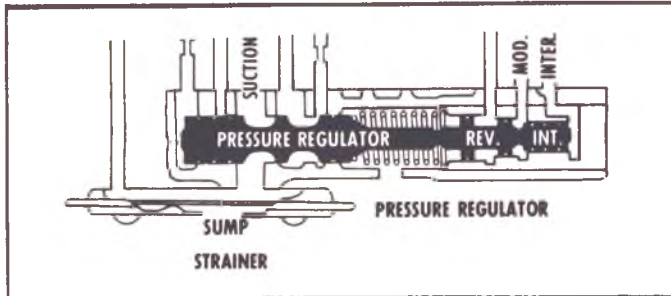 SUCTION
MOD.
INTER.
PRESSURE REGULATOR
REV.
INT.
PRESSURE REGULATOR
SUMP
STRAINER